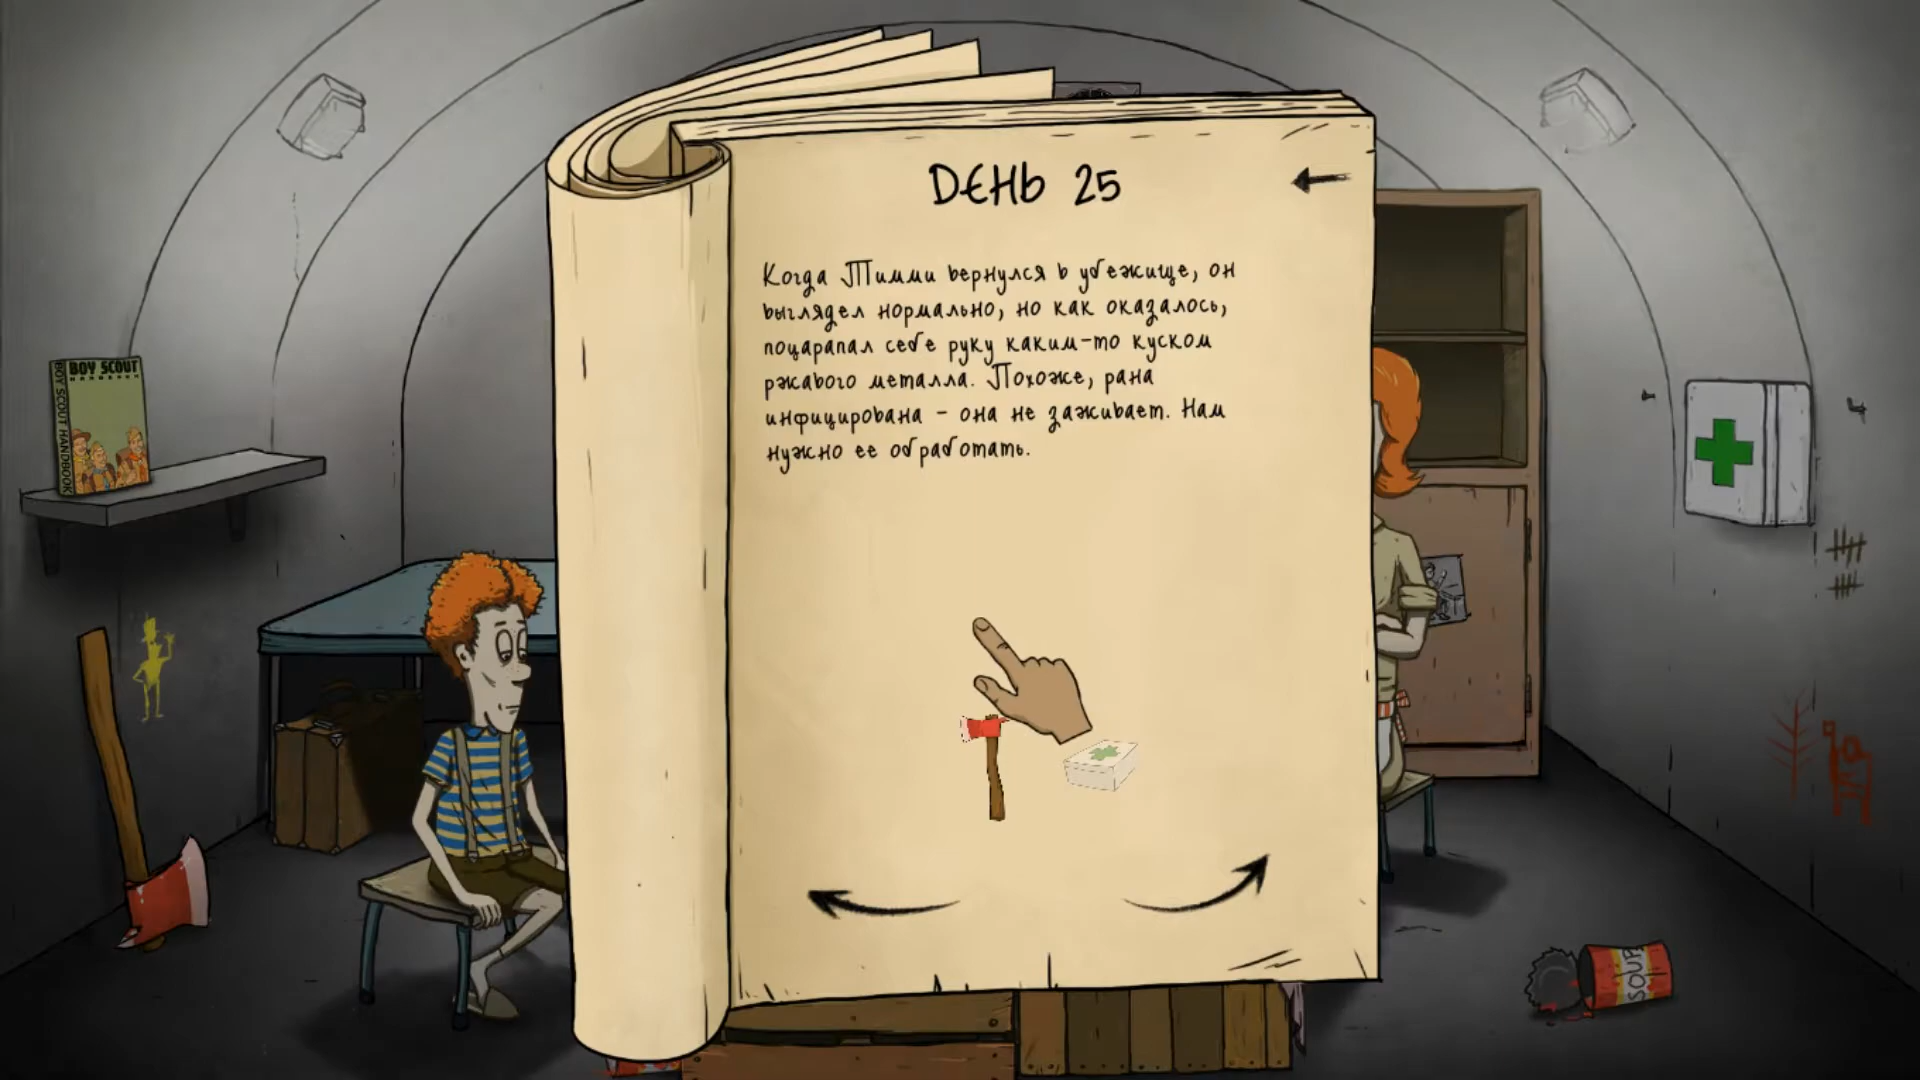 ДЕНЬ 25
Когда Тимми вернулся в убежище, он
выглядел нормально, но как оказалось,
поцарапал себе руку каким-то куском
ржавого металла. Похоже, рана
инфицирована - она не заживает. Нам
нужно ее обработать.
BOY SCOUT
BOY SCOUT HANDBOOK
SOUP